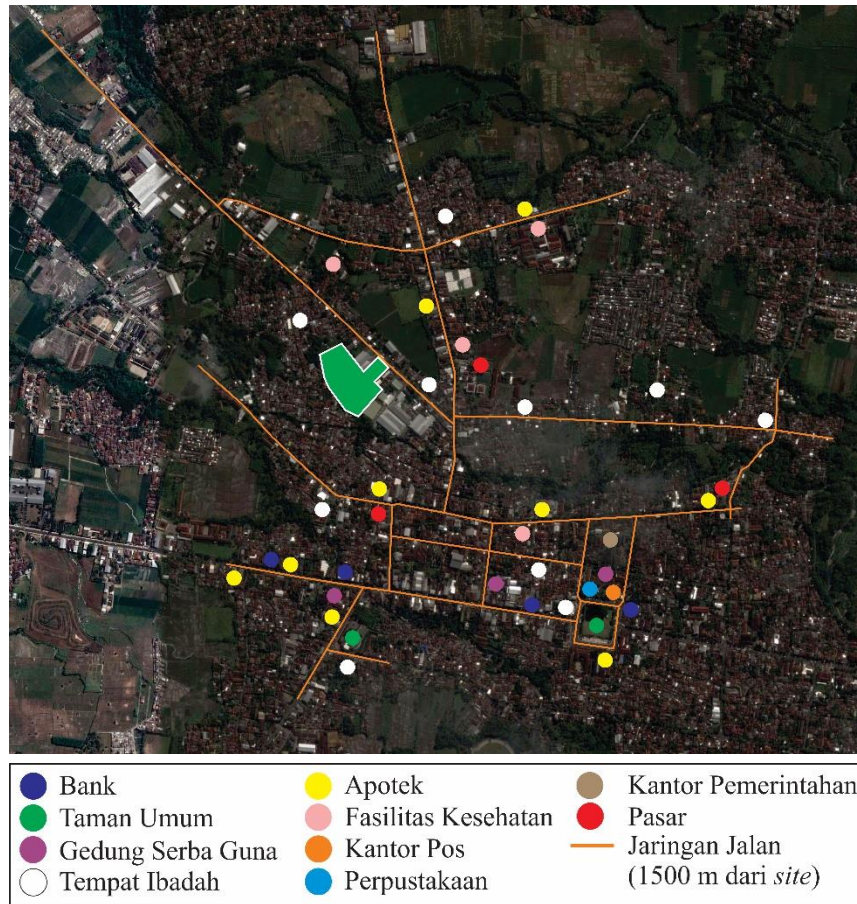 Bank
Taman Umum
Gedung Serba Guna
Tempat Ibadah
Apotek
Fasilitas Kesehatan
Kantor Pos
Perpustakaan
Kantor Pemerintahan
Pasar
Jaringan Jalan
(1500 m dari site)